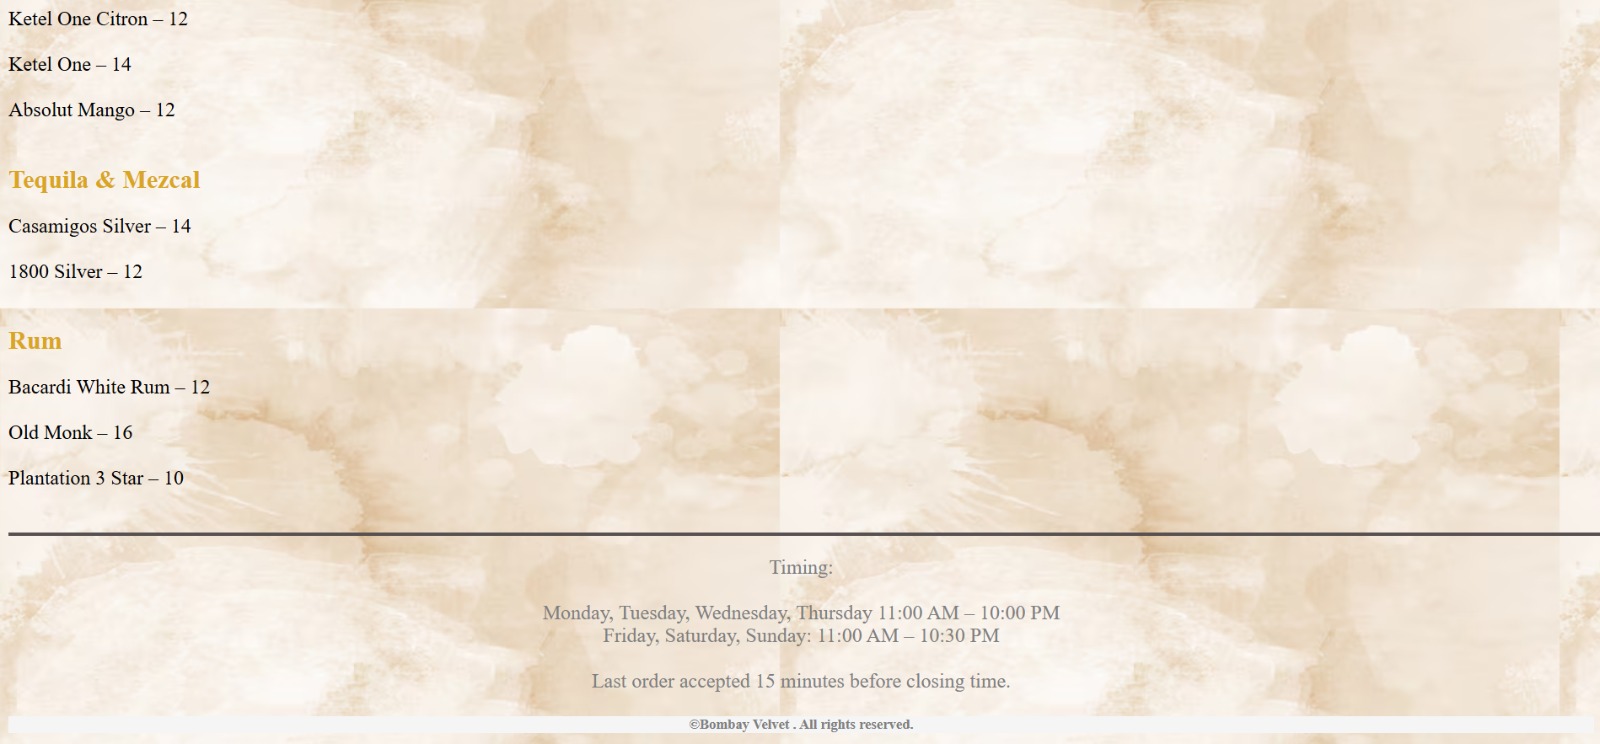 Ketel One Citron – 12
Ketel One – 14
Absolut Mango – 12
Tequila & Mezcal
Casamigos Silver – 14
1800 Silver – 12
Rum
Bacardi White Rum – 12
Old Monk – 16
Plantation 3 Star – 10
Timing:
Monday, Tuesday, Wednesday, Thursday 11:00 AM – 10:00 PM
Friday, Saturday, Sunday: 11:00 AM – 10:30 PM
Last order accepted 15 minutes before closing time.
©Bombay Velvet . All rights reserved.